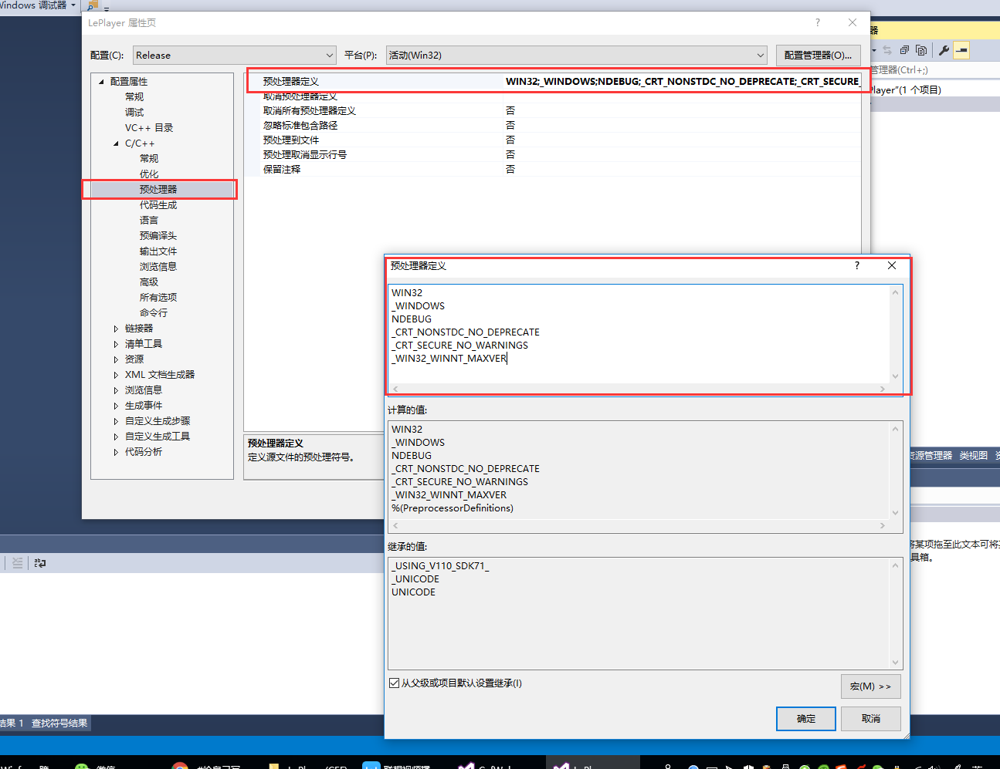 Windows 调试器
LePlayer 属性页
?
配置(C):
Release
平台(P):
活动(Win32)
配置管理器(O)...
配置属性
常规
调试
VC++ 目录
C/C++
常规
优化
预处理器
代码生成
语言
预编译头
输出文件
浏览信息
高级
所有选项
命令行
链接器
清单工具
资源
XML 文档生成器
浏览信息
生成事件
自定义生成步骤
自定义生成工具
代码分析
预处理器定义 WIN32;_WINDOWS;NDEBUG;_CRT_NONSTDC_NO_DEPRECATE;_CRT_SECURE_
取消预处理器定义
取消所有预处理器定义 否
忽略标准包含路径 否
预处理到文件 否
预处理取消显示行号 否
保留注释 否
预处理器定义
定义源文件的预处理符号。
预处理器定义
?
WIN32
_WINDOWS
NDEBUG
_CRT_NONSTDC_NO_DEPRECATE
_CRT_SECURE_NO_WARNINGS
_WIN32_WINNT_MAXVER
计算的值:
WIN32
_WINDOWS
NDEBUG
_CRT_NONSTDC_NO_DEPRECATE
_CRT_SECURE_NO_WARNINGS
_WIN32_WINNT_MAXVER
%(PreprocessorDefinitions)
继承的值:
_USING_V110_SDK71_
_UNICODE
UNICODE
从父级或项目默认设置继承(I)
宏(M) >>
确定
取消
器
管理器(Ctrl+;)
Player"(1 个项目)
资源管理器 类视图
将某项拖至此文本可将
具箱。
结果 1 查找符号结果
微信